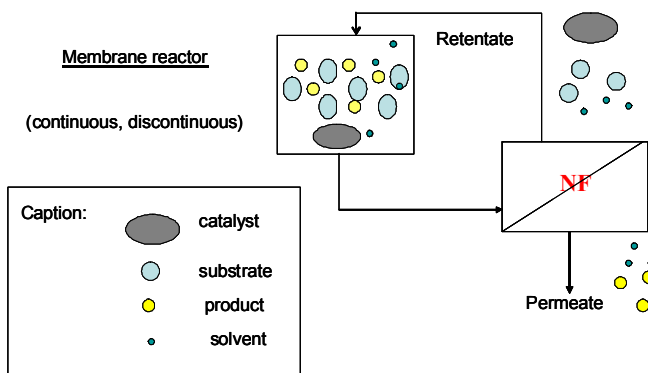 Membrane reactor
(continuous, discontinuous)
Retentate
NF
Permeate
Caption:
catalyst
substrate
product
solvent